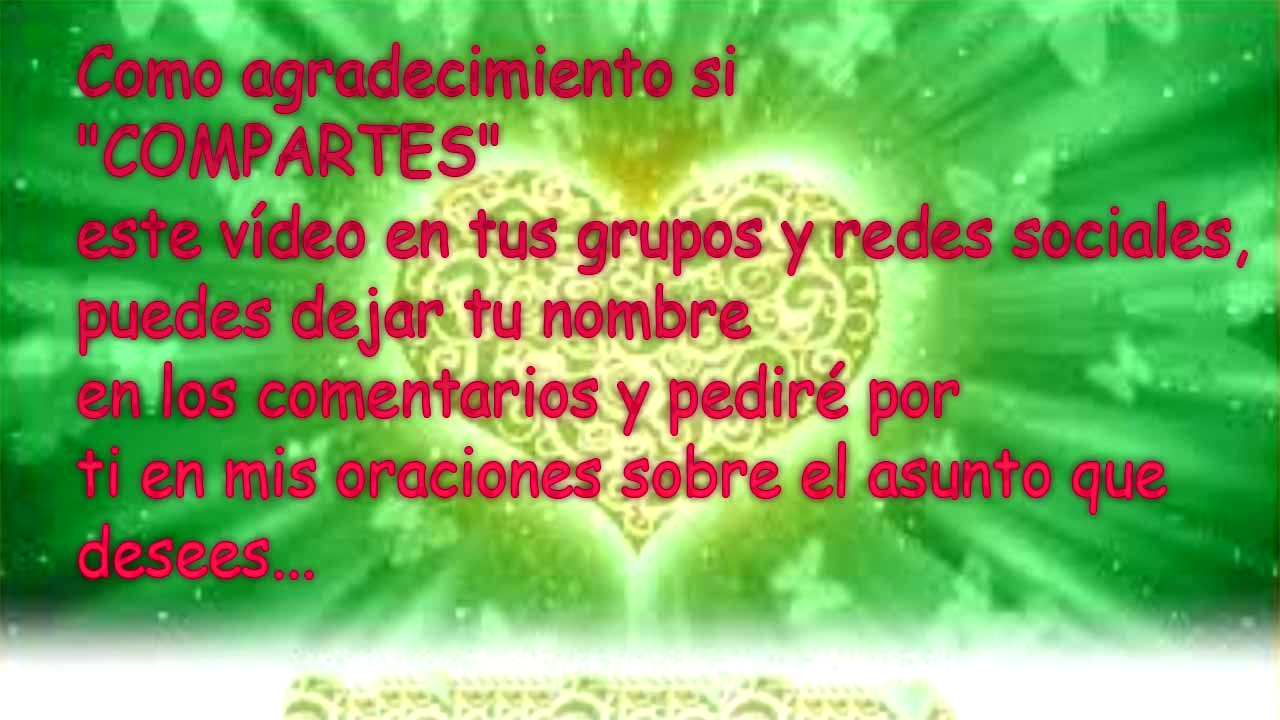 Como agradecimiento si
"COMPARTES"
este vídeo en tus grupos y redes sociales,
puedes dejar tu nombre
en los comentarios y pediré por
ti en mis oraciones sobre el asunto que
desees...